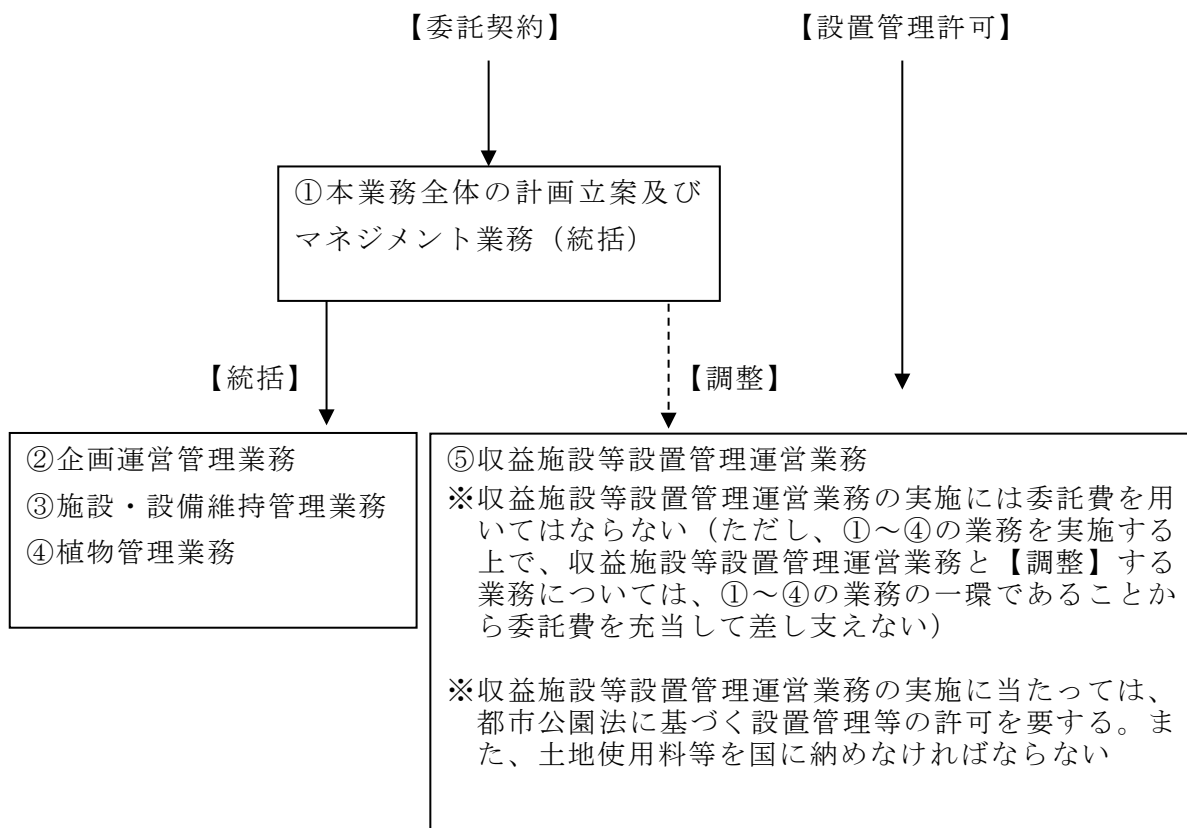 【委託契約】
【設置管理許可】
①本業務全体の計画立案及び
マネジメント業務（統括）
【統括】
【調整】
②企画運営管理業務
③施設・設備維持管理業務
④植物管理業務
⑤収益施設等設置管理運営業務
※収益施設等設置管理運営業務の実施には委託費を用
いてはならない（ただし、①～④の業務を実施する
上で、収益施設等設置管理運営業務と【調整】する
業務については、①～④の業務の一環であることか
ら委託費を充当して差し支えない）
※収益施設等設置管理運営業務の実施に当たっては、
都市公園法に基づく設置管理等の許可を要する。ま
た、土地使用料等を国に納めなければならない